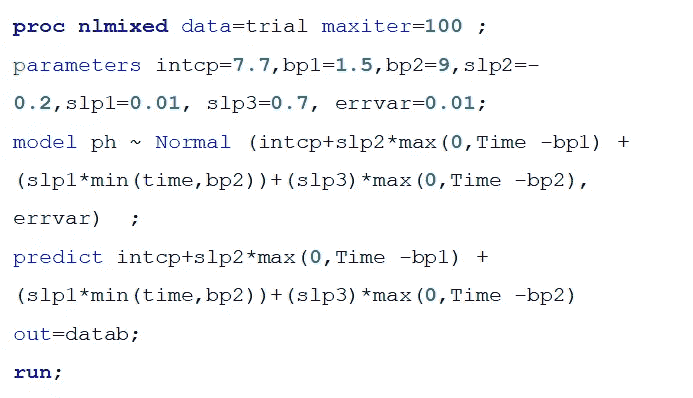 proc nlmixed data=trial maxiter=100 ;
parameters intcp=7.7,bp1=1.5,bp2=9,slp2=-
0.2,slp1=0.01, slp3=0.7, errvar=0.01;
model ph ~ Normal (intcp+slp2*max(0,Time -bp1) +
(slp1*min(time,bp2))+(slp3)*max(0,Time -bp2),
errvar)  ;
predict intcp+slp2*max(0,Time -bp1) +
(slp1*min(time,bp2))+(slp3)*max(0,Time -bp2)
out=datab;
run;